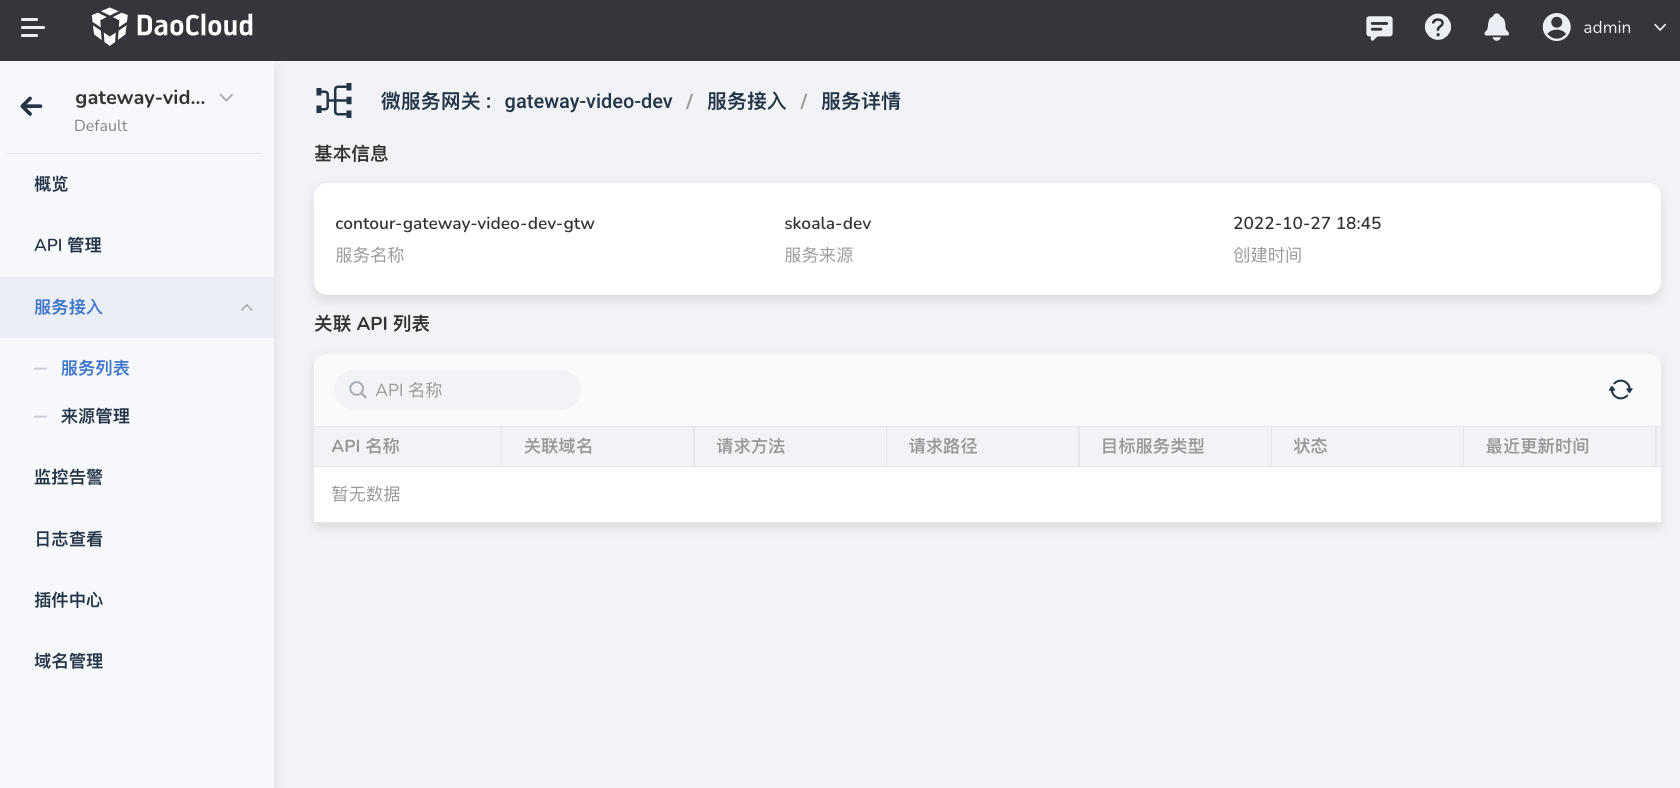 DaoCloud
admin
gateway-vid...
Default
概览
API 管理
服务接入
服务列表
来源管理
监控告警
日志查看
插件中心
域名管理
微服务网关： gateway-video-dev / 服务接入 / 服务详情
基本信息
contour-gateway-video-dev-gtw
服务名称
skoala-dev
服务来源
2022-10-27 18:45
创建时间
关联 API 列表
API 名称
API 名称 关联域名 请求方法 请求路径 目标服务类型 状态 最近更新时间
暂无数据